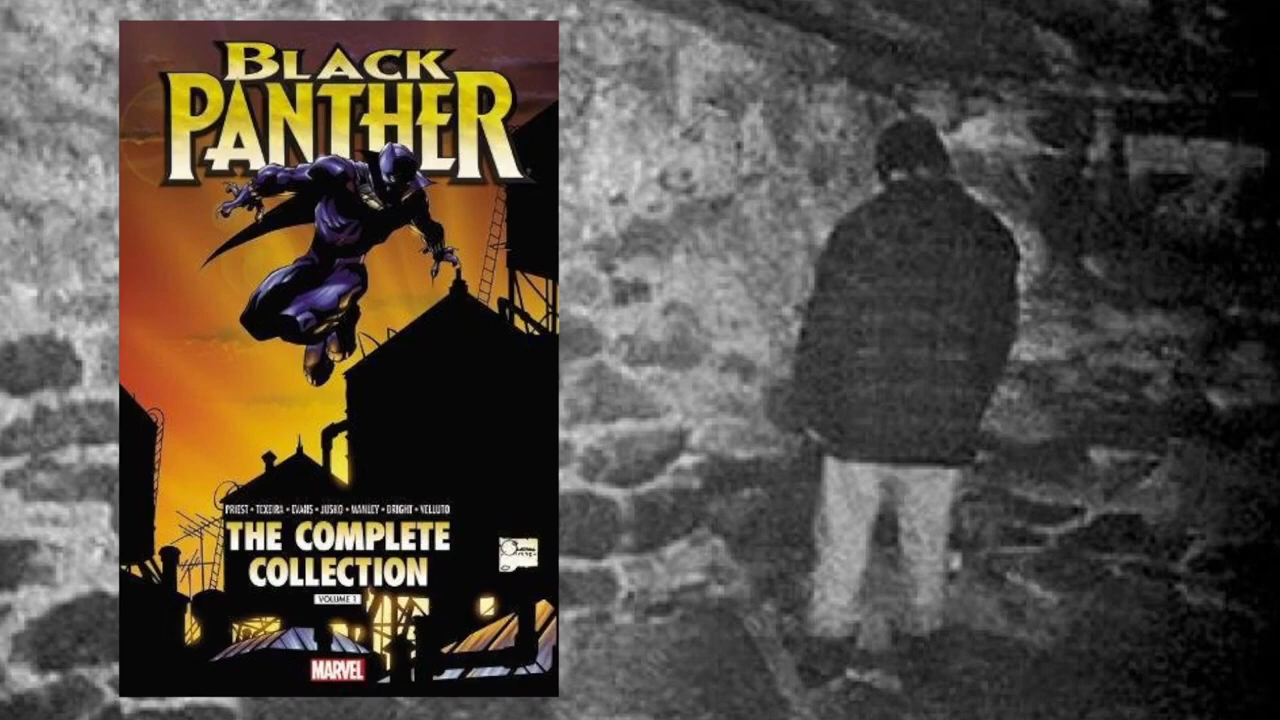 BLACK
PANTHER
PRIEST • TEXEIRA • EVANS • JUSKO • MANLEY • BRIGHT • VELLUTO
THE COMPLETE
COLLECTION
VOLUME 1
MARVEL